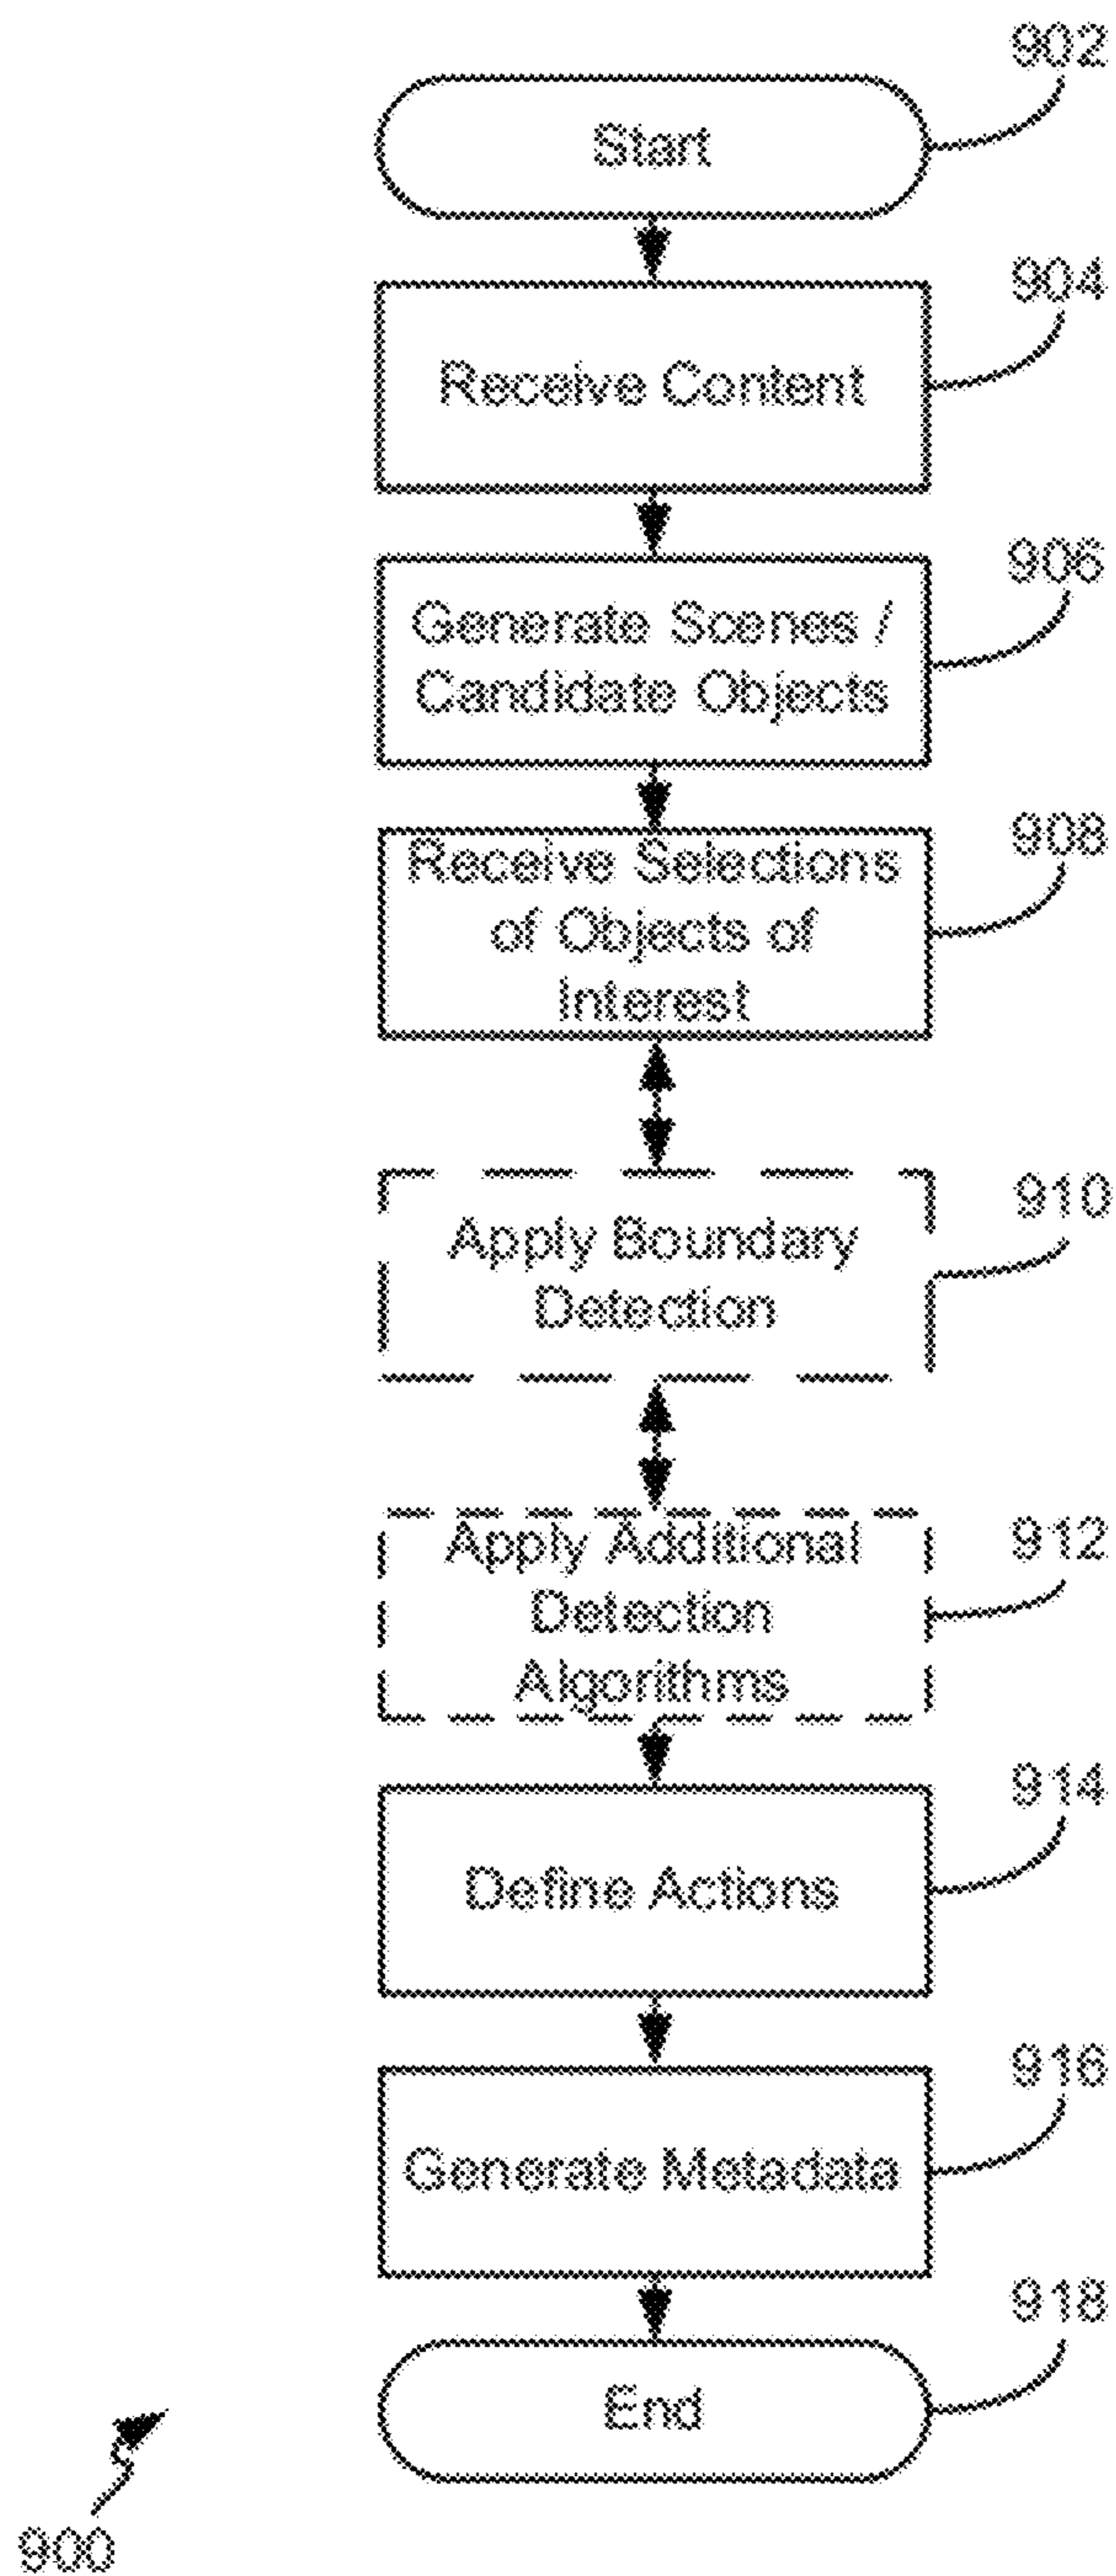 902
Start
904
Receive Content
906
Generate Scenes /
Candidate Objects
908
Receive Selections
of Objects of
Interest
910
Apply Boundary
Detection
912
Apply Additional
Detection
Algorithms
914
Define Actions
916
Generate Metadata
918
End
900